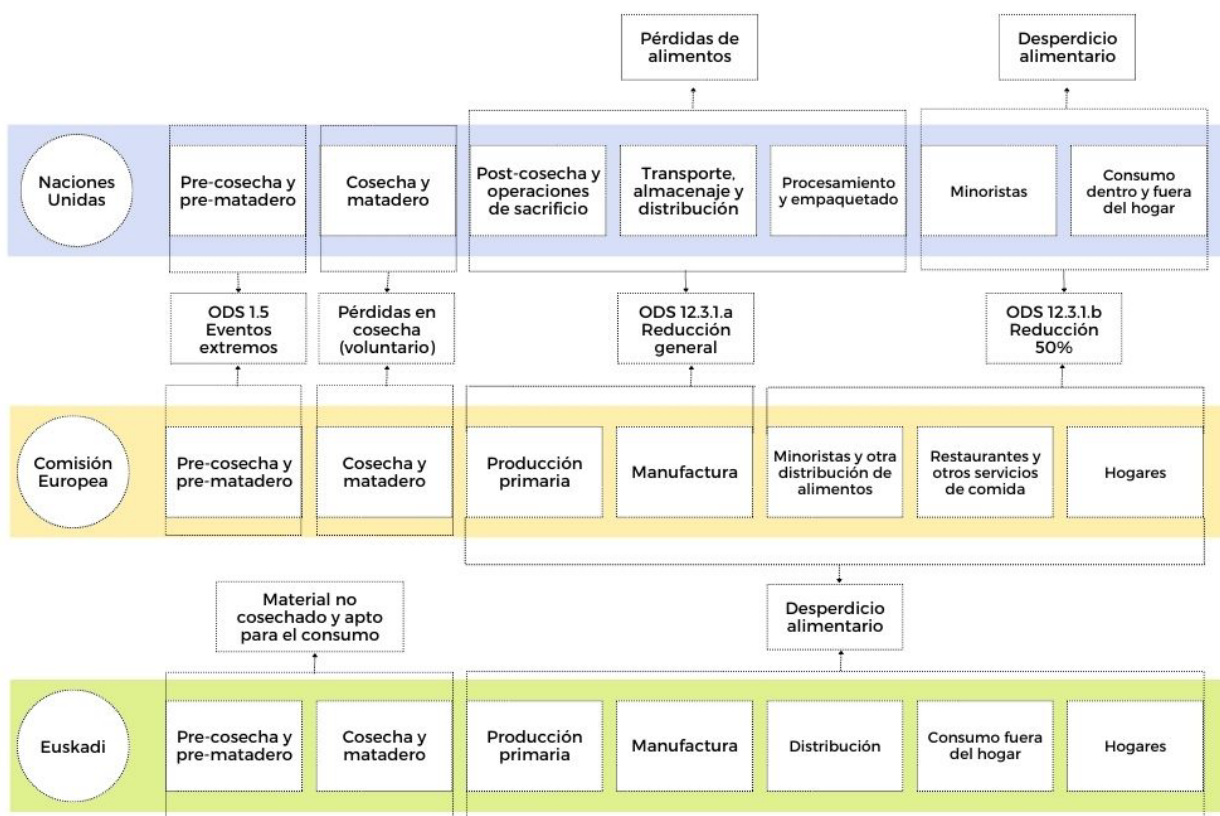 Pérdidas de
alimentos
Desperdicio
alimentario
Naciones
Unidas
Pre-cosecha y
pre-matadero
Cosecha y
matadero
Post-cosecha y
operaciones
de sacrificio
Transporte,
almacenaje y
distribución
Procesamiento
y empaquetado
Minoristas
Consumo
dentro y fuera
del hogar
ODS 1.5
Eventos
extremos
Pérdidas en
cosecha
(voluntario)
ODS 12.3.1.a
Reducción
general
ODS 12.3.1.b
Reducción
50%
Comisión
Europea
Pre-cosecha y
pre-matadero
Cosecha y
matadero
Producción
primaria
Manufactura
Minoristas y otra
distribución de
alimentos
Restaurantes y
otros servicios
de comida
Hogares
Material no
cosechado y apto
para el consumo
Desperdicio
alimentario
Euskadi
Pre-cosecha y
pre-matadero
Cosecha y
matadero
Producción
primaria
Manufactura
Distribución
Consumo fuera
del hogar
Hogares